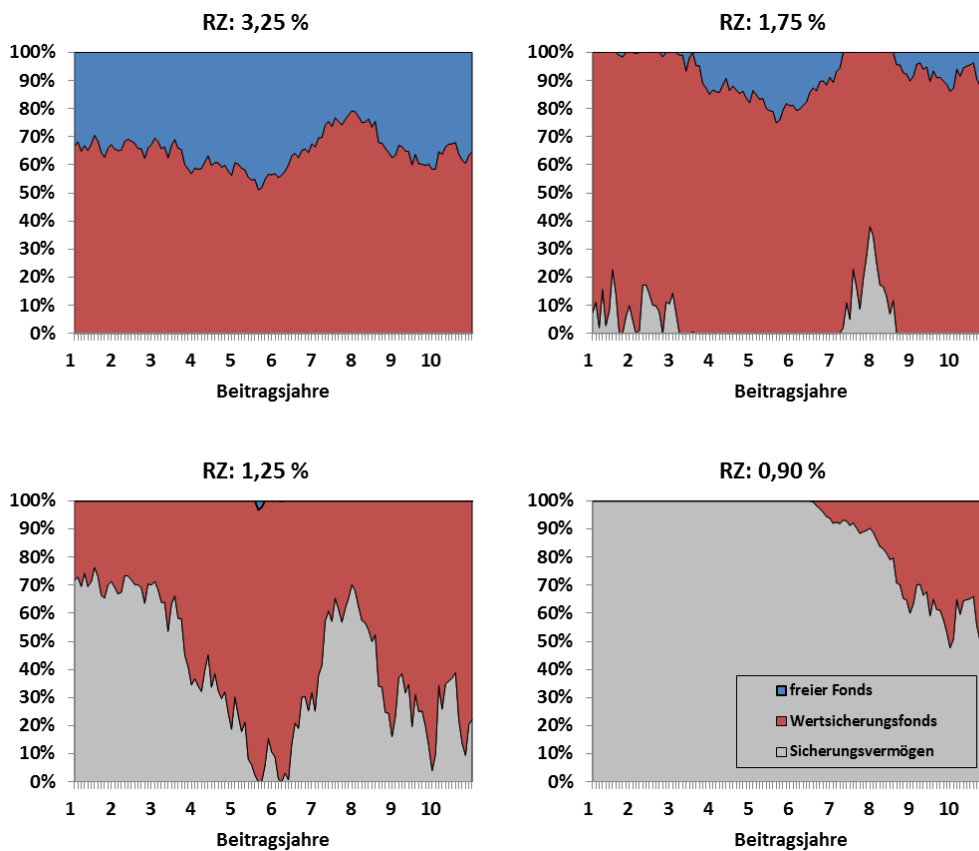 RZ: 3,25 %
100%
90%
80%
70%
60%
50%
40%
30%
20%
10%
0%
1 2 3 4 5 6 7 8 9 10
Beitragsjahre
RZ: 1,75 %
100%
90%
80%
70%
60%
50%
40%
30%
20%
10%
0%
1 2 3 4 5 6 7 8 9 10
Beitragsjahre
RZ: 1,25 %
100%
90%
80%
70%
60%
50%
40%
30%
20%
10%
0%
1 2 3 4 5 6 7 8 9 10
Beitragsjahre
RZ: 0,90 %
100%
90%
80%
70%
60%
50%
40%
30%
20%
10%
0%
freier Fonds
Wertsicherungsfonds
Sicherungsvermögen
1 2 3 4 5 6 7 8 9 10
Beitragsjahre